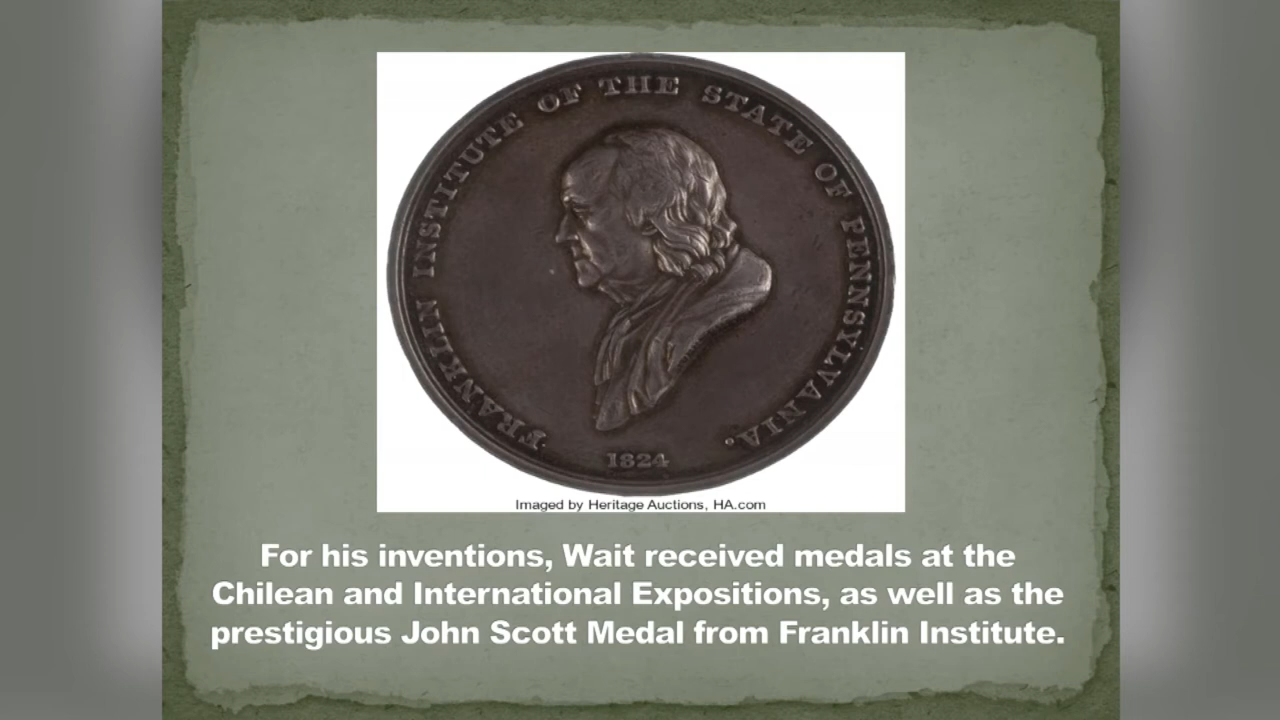 FRANKLIN INSTITUTE OF THE STATE OF PENNSYLVANIA.
1824
Imaged by Heritage Auctions, HA.com
For his inventions, Wait received medals at the
Chilean and International Expositions, as well as the
prestigious John Scott Medal from Franklin Institute.